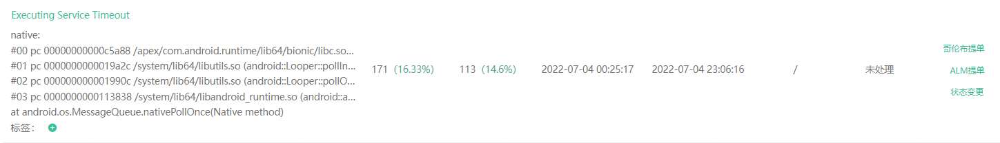 Executing Service Timeout
native:
#00 pc 00000000000c5a88 /apex/com.android.runtime/lib64/bionic/libc.so...
#01 pc 0000000000019a2c /system/lib64/libutils.so (android::Looper::pollIn...
#02 pc 000000000001990c /system/lib64/libutils.so (android::Looper::pollO...
#03 pc 0000000000113838 /system/lib64/libandroid_runtime.so (android::a...
at android.os.MessageQueue.nativePollOnce(Native method)
标签：
171（16.33%） 113（14.6%） 2022-07-04 00:25:17 2022-07-04 23:06:16 / 未处理
哥伦布提单
ALM提单
状态变更